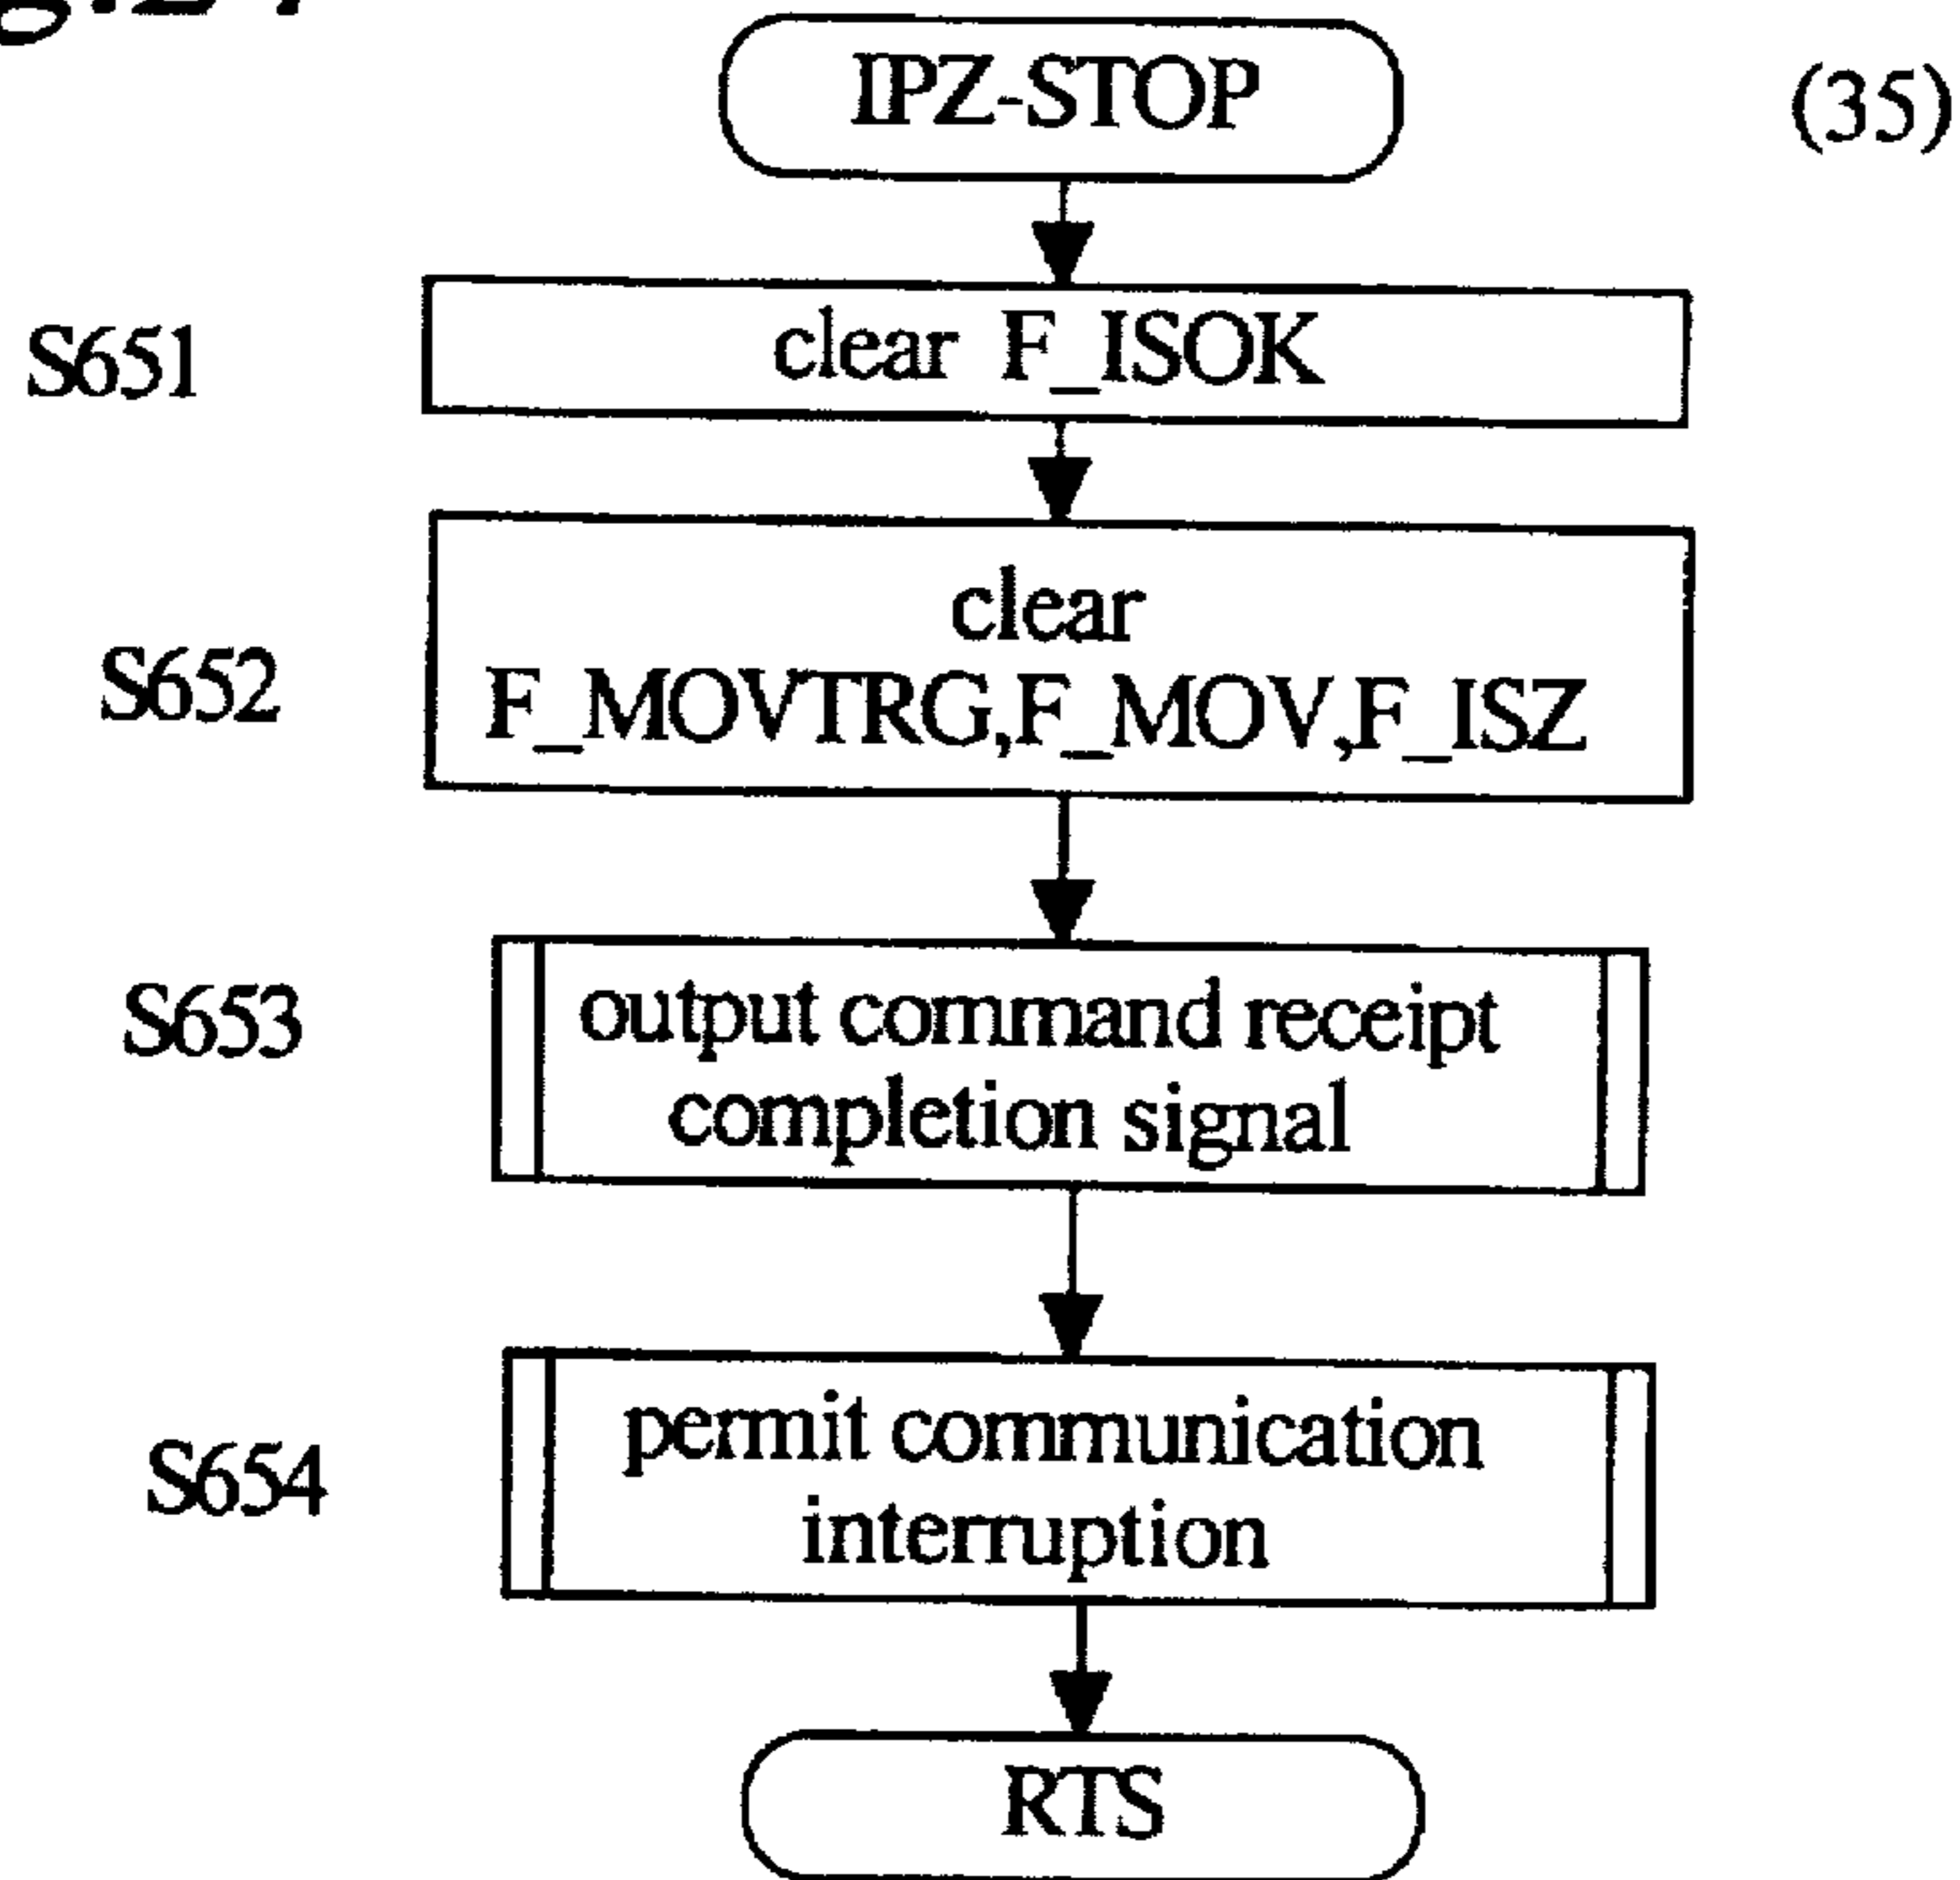 IPZ-STOP
(35)
S651
clear F_ISOK
S652
clear
F_MOVTRG,F_MOV,F_ISZ
S653
output command receipt
completion signal
S654
permit communication
interruption
RTS